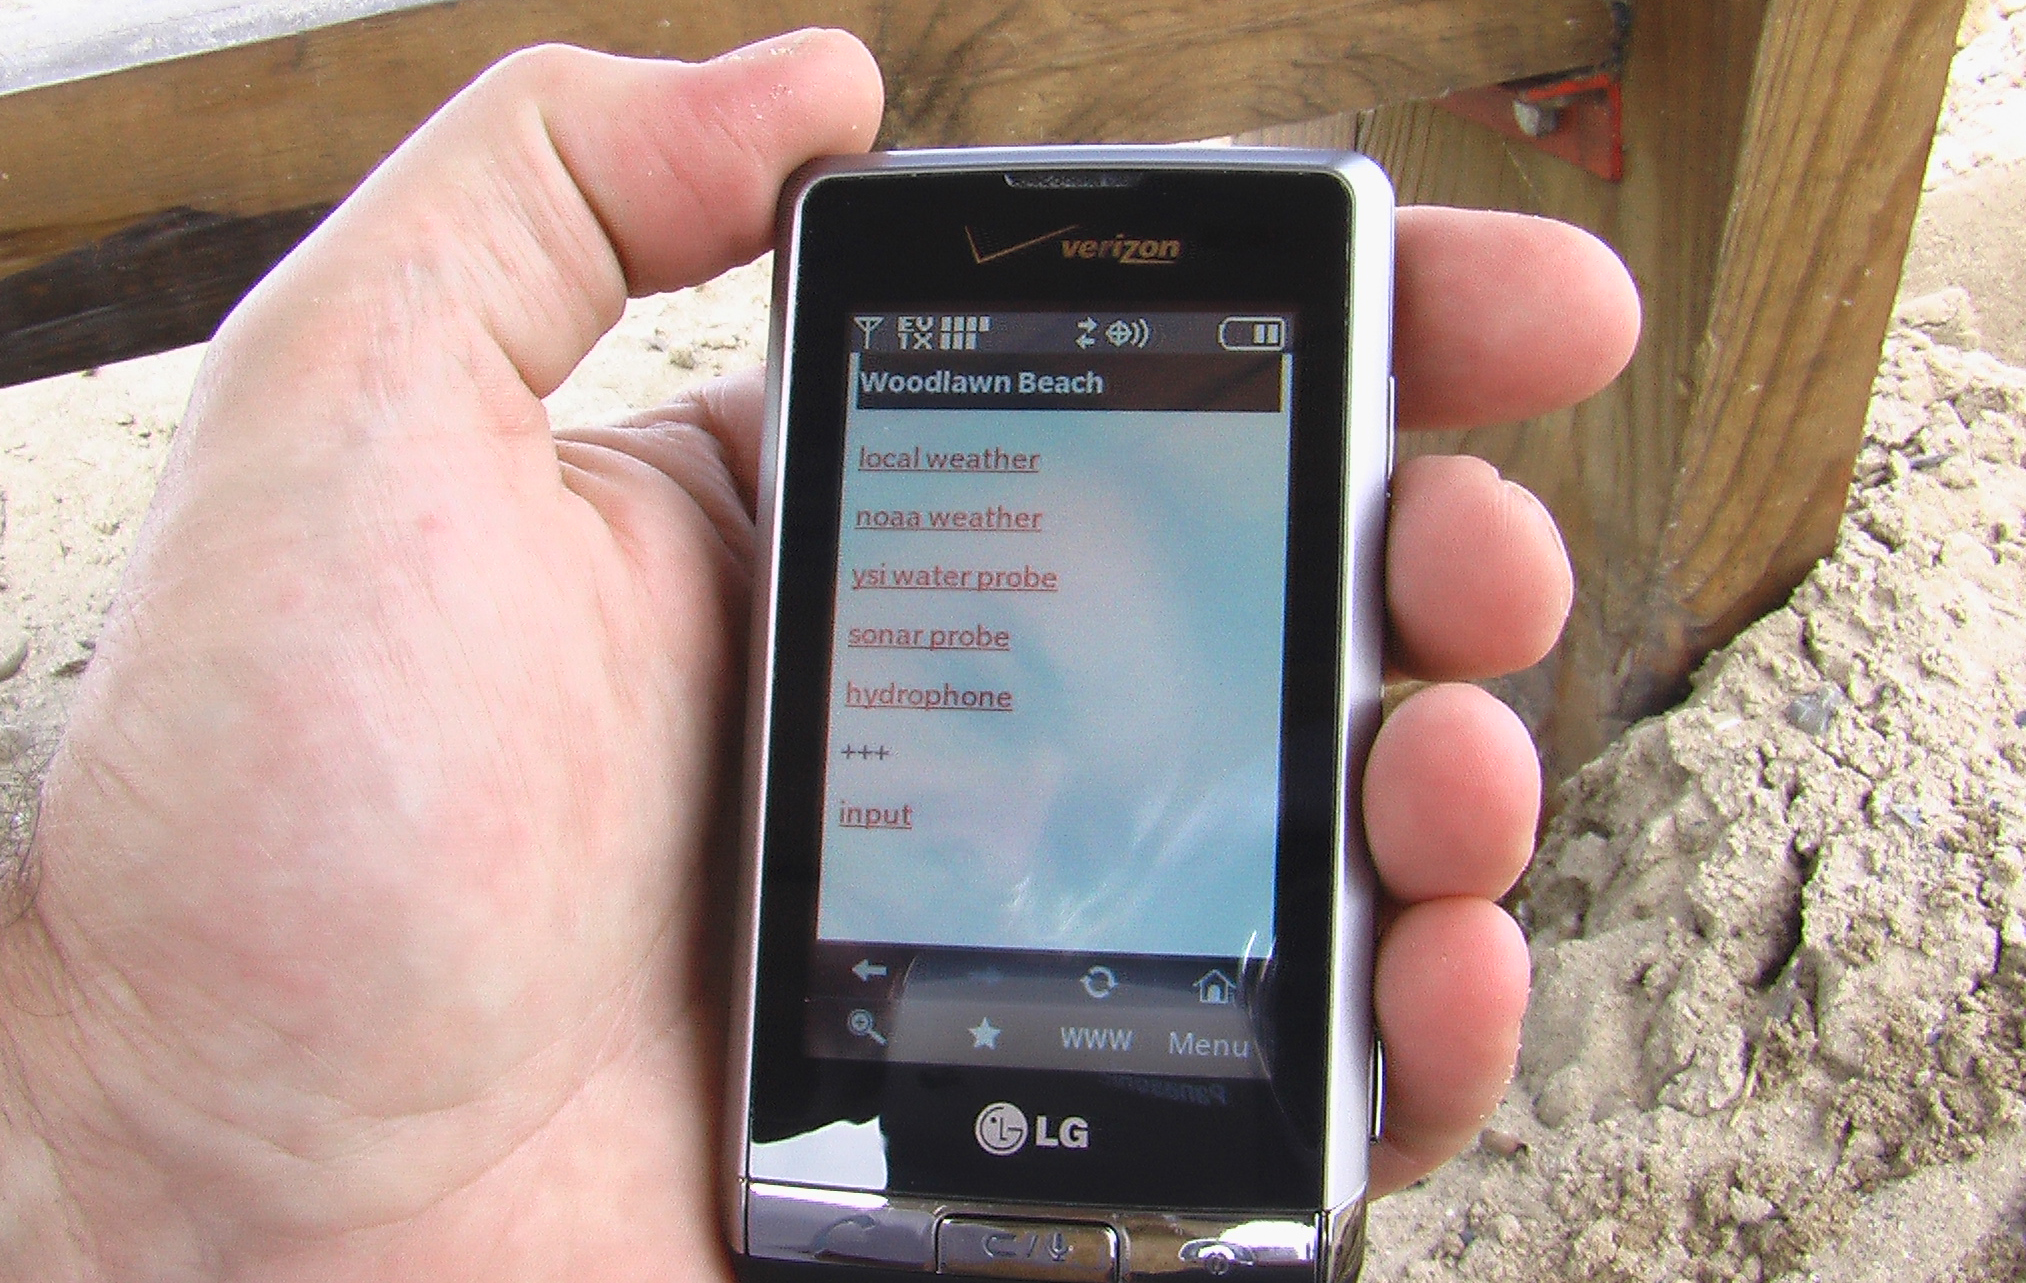 verizon
EV
1X
Woodlawn Beach
local weather
noaa weather
ysi water probe
sonar probe
hydrophone
+++
input
WWW Menu
LG